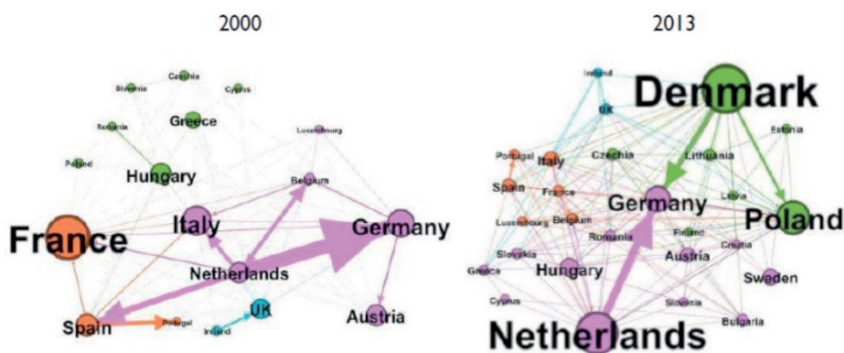 2000
Czechia
Slovenia
Cyprus
Romania
Greece
Luxembourg
Poland
Hungary
Belgium
France
Italy
Germany
Netherlands
Spain
Portugal
Ireland
UK
Austria
2013
Ireland
Denmark
UK
Estonia
Portugal
Italy
Czechia
Lithuania
Spain
France
Germany
Latvia
Luxembourg
Belgium
Poland
Romania
Finland
Croatia
Slovakia
Austria
Greece
Hungary
Sweden
Cyprus
Slovenia
Netherlands
Bulgaria